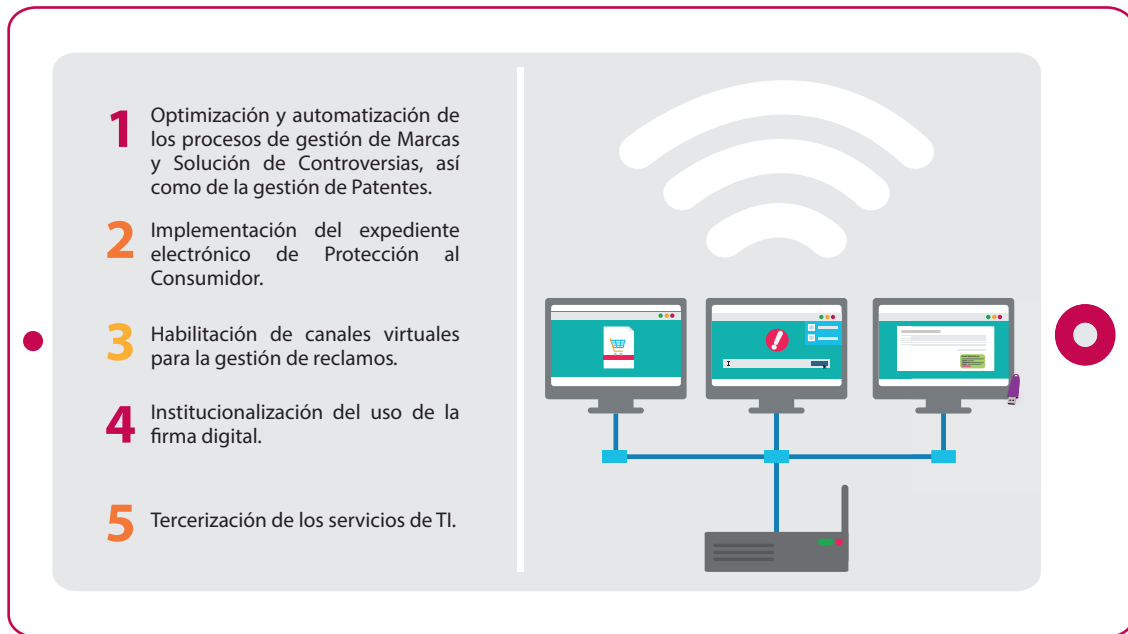 1 Optimización y automatización de
los procesos de gestión de Marcas
y Solución de Controversias, así
como de la gestión de Patentes.
2 Implementación del expediente
electrónico de Protección al
Consumidor.
3 Habilitación de canales virtuales
para la gestión de reclamos.
4 Institucionalización del uso de la
firma digital.
5 Tercerización de los servicios de TI.